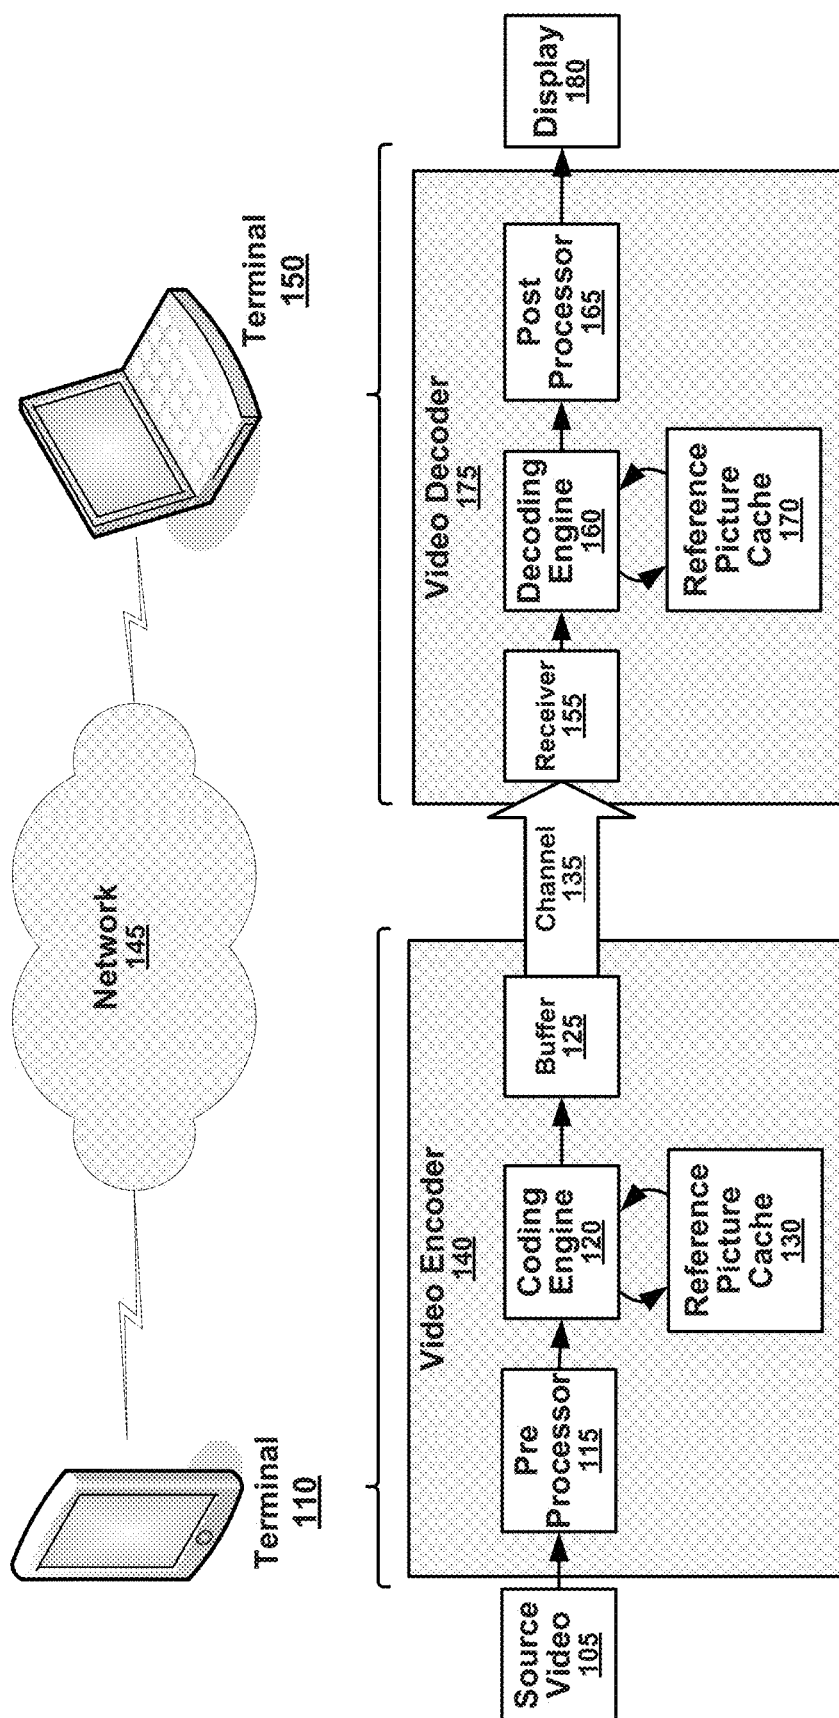 Terminal
110
Network
145
Terminal
150
Source
Video
105
Video Encoder
140
Pre
Processor
115
Coding
Engine
120
Reference
Picture
Cache
130
Buffer
125
Channel
135
Video Decoder
175
Receiver
155
Decoding
Engine
160
Reference
Picture
Cache
170
Post
Processor
165
Display
180